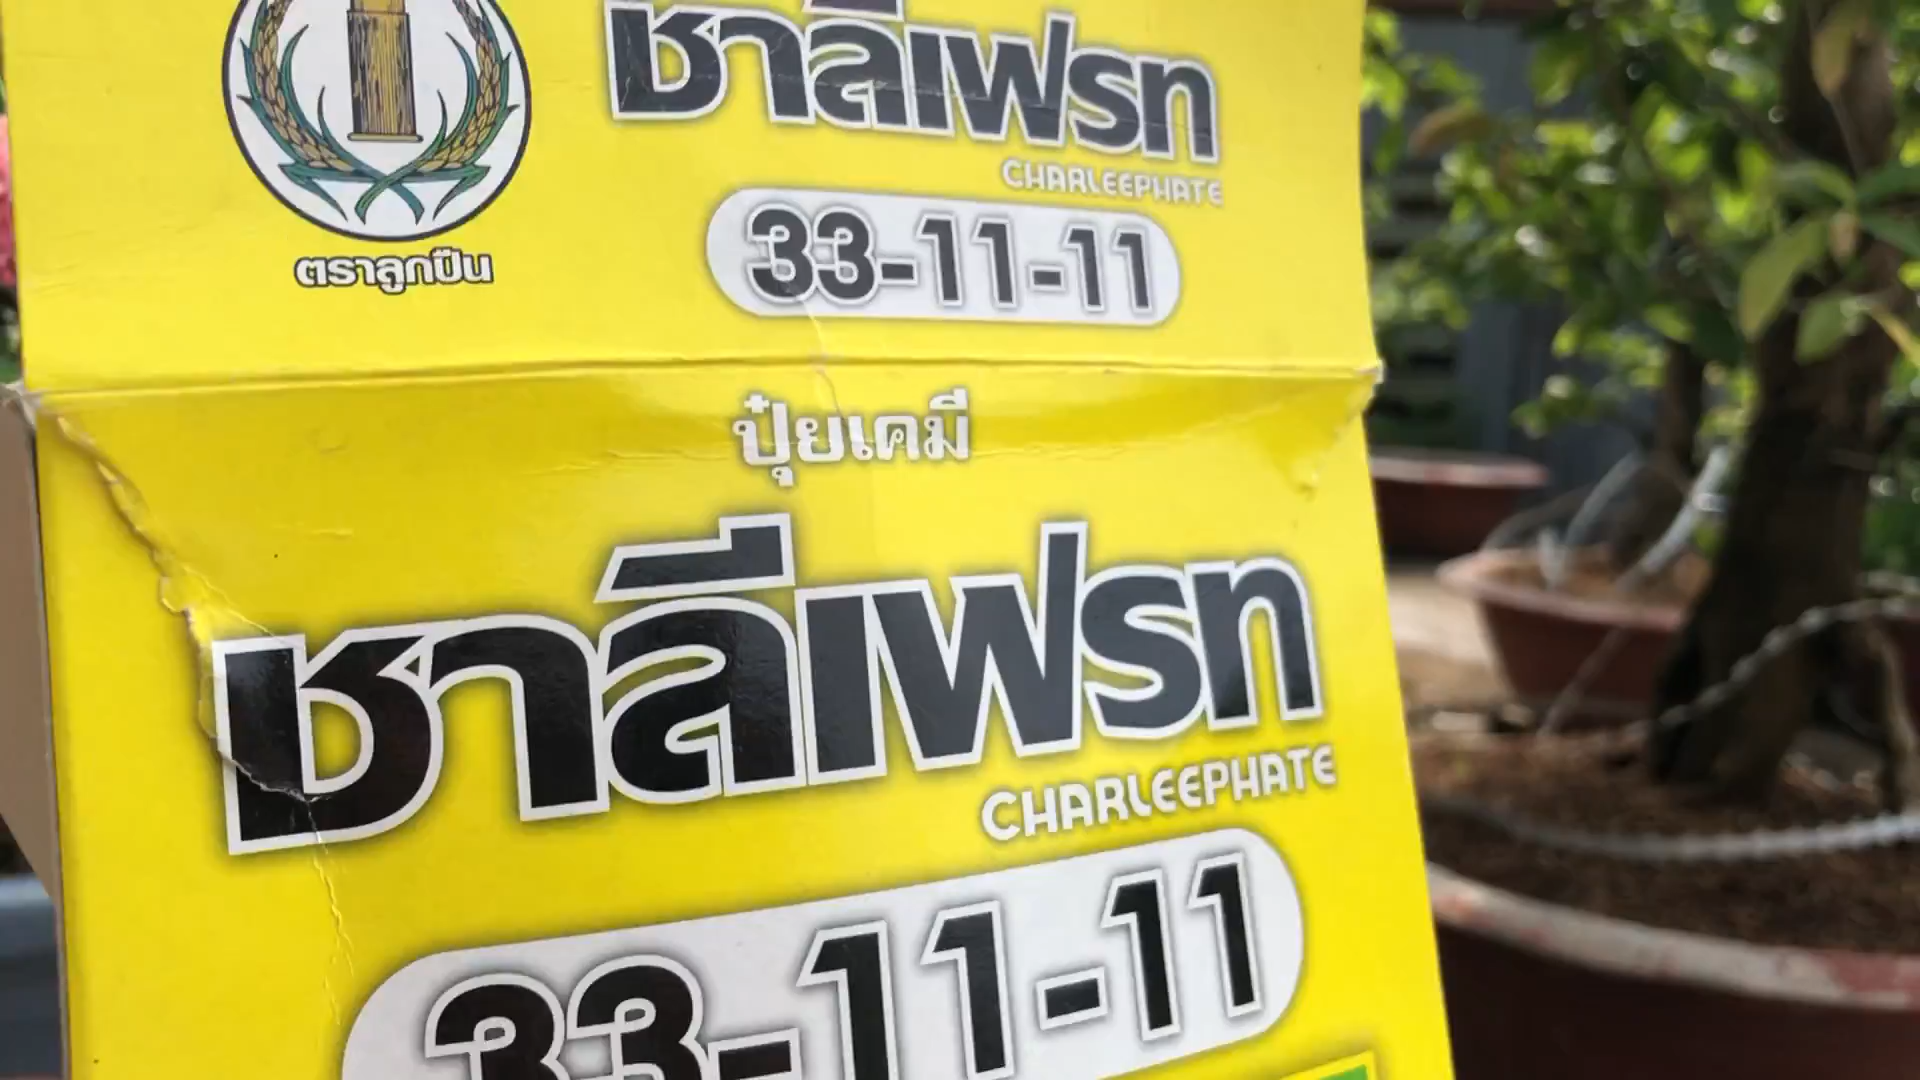 ชาลีเฟรท
CHARLEEPHATE
33-11-11
ตราลูกปืน
ปุ๋ยเคมี
ชาลีเฟรท
CHARLEEPHATE
33-11-11